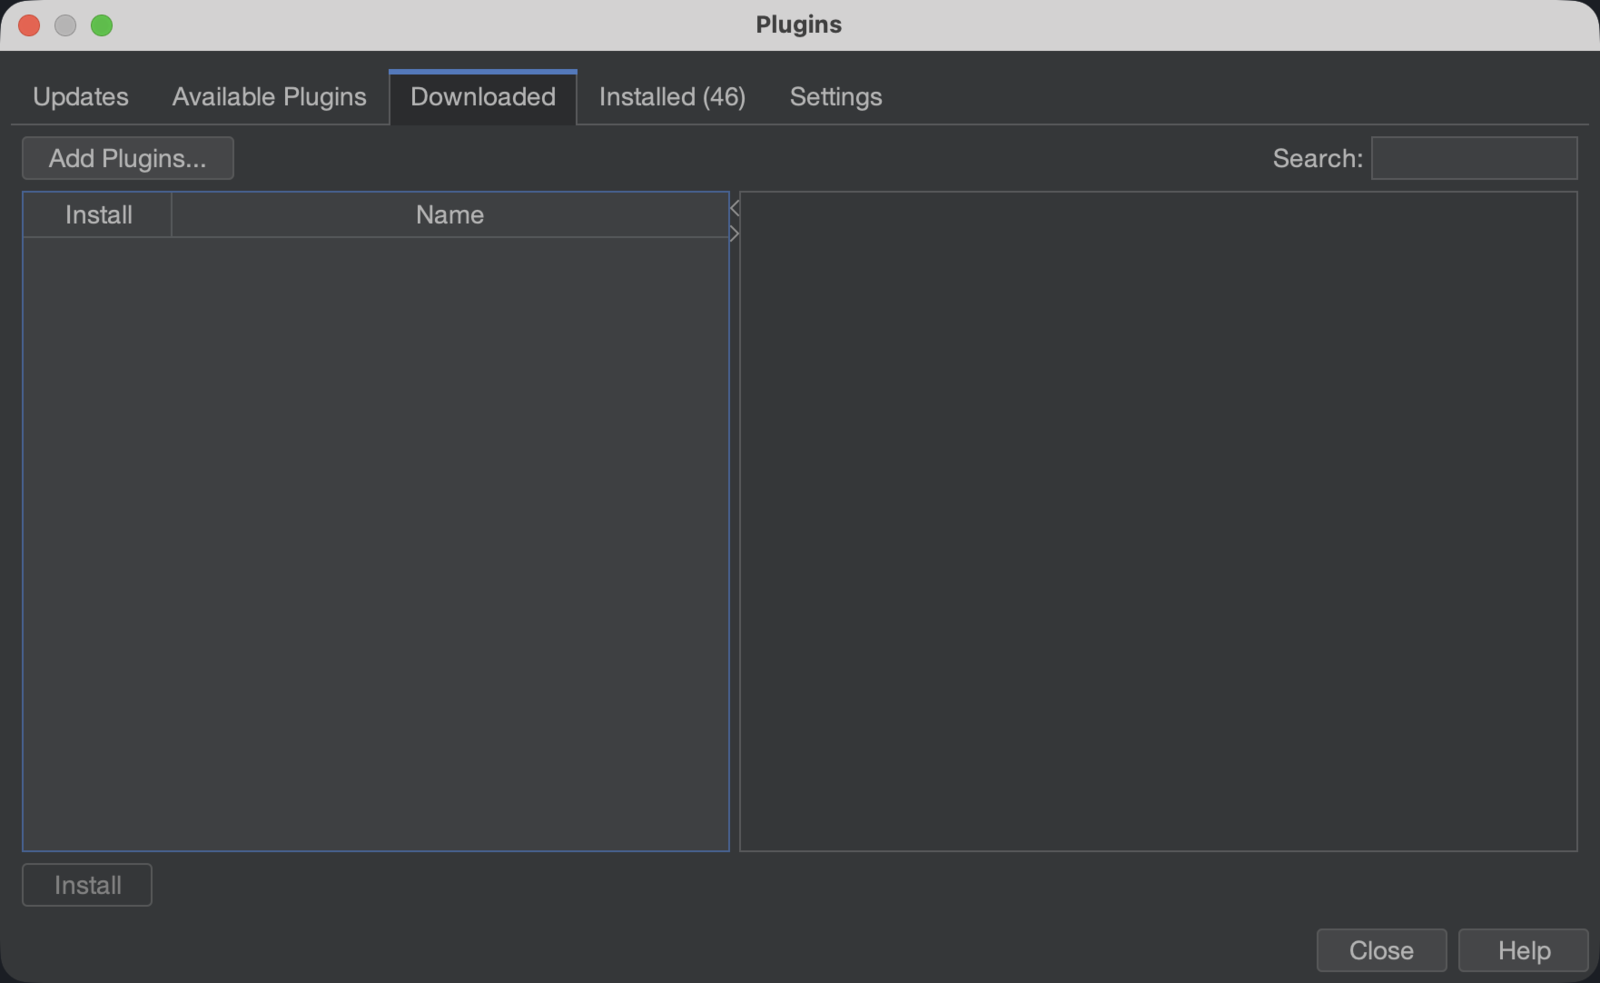 Plugins
Updates Available Plugins Downloaded Installed (46) Settings
Add Plugins... Search:
Install Name
Install
Close Help